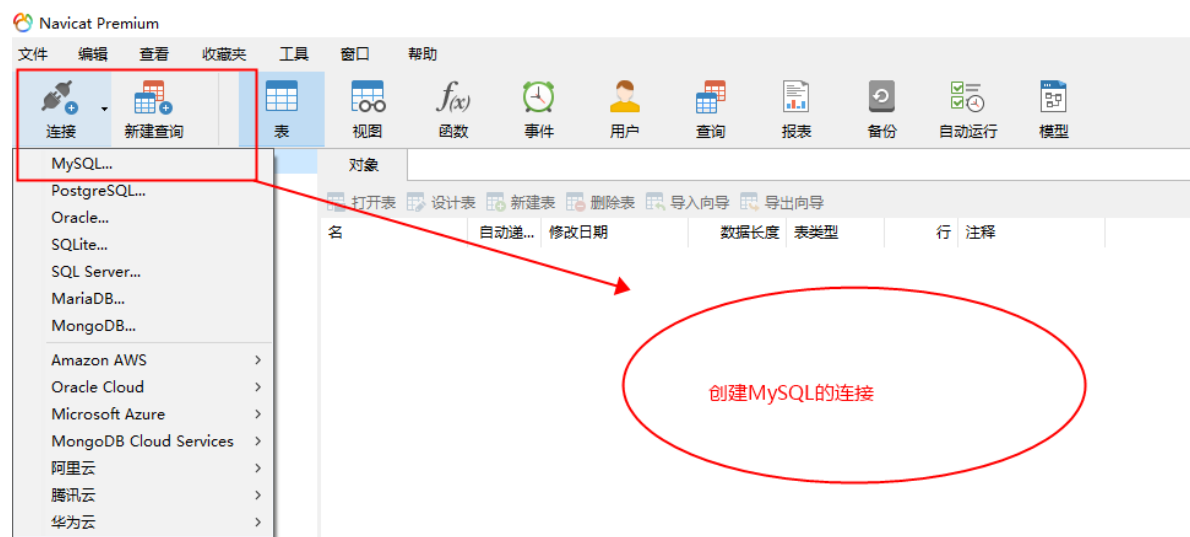 Navicat Premium
文件 编辑 查看 收藏夹 工具 窗口 帮助
连接 新建查询 表 视图 函数 事件 用户 查询 报表 备份 自动运行 模型
MySQL...
对象
PostgreSQL...
打开表 设计表 新建表 删除表 导入向导 导出向导
Oracle...
名 自动递... 修改日期 数据长度 表类型 行 注释
SQLite...
SQL Server...
MariaDB...
MongoDB...
Amazon AWS
Oracle Cloud
创建MySQL的连接
Microsoft Azure
MongoDB Cloud Services
阿里云
腾讯云
华为云